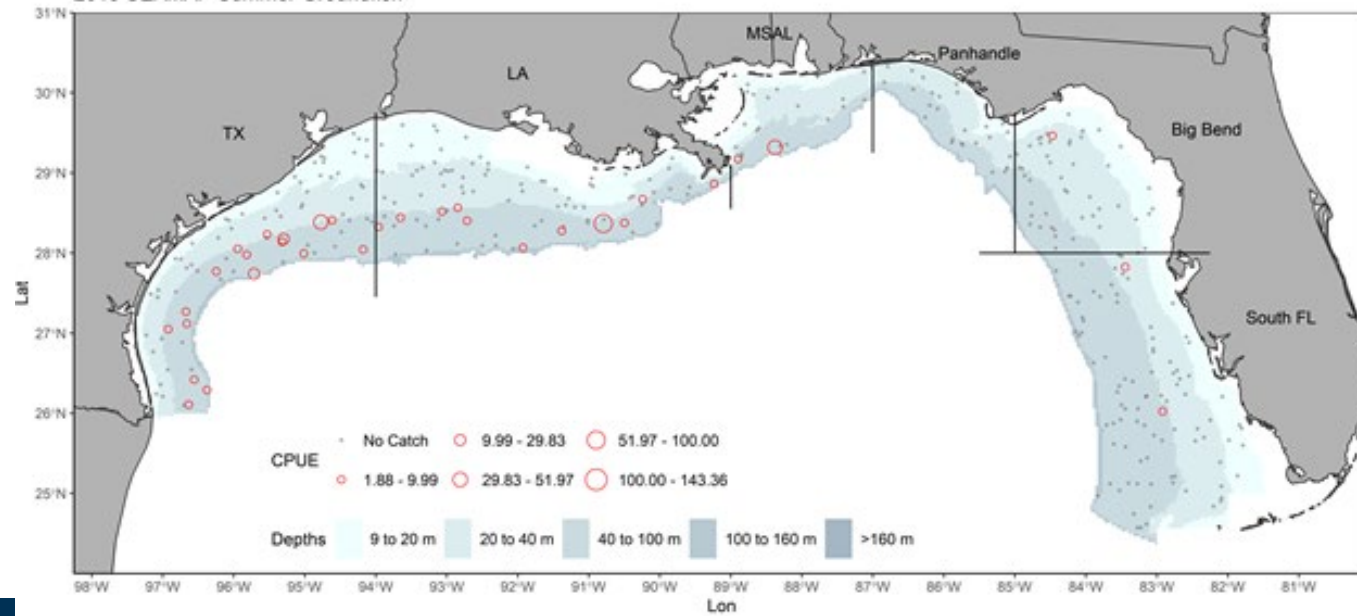 31°N
30°N
29°N
28°N
27°N
26°N
25°N
Lat
TX
LA
MSAL
Panhandle
Big Bend
South FL
CPUE
No Catch
9.99 - 29.83
51.97 - 100.00
1.88 - 9.99
29.83 - 51.97
100.00 - 143.36
Depths
9 to 20 m
20 to 40 m
40 to 100 m
100 to 160 m
>160 m
98°W 97°W 96°W 95°W 94°W 93°W 92°W 91°W 90°W 89°W 88°W 87°W 86°W 85°W 84°W 83°W 82°W 81°W
Lon